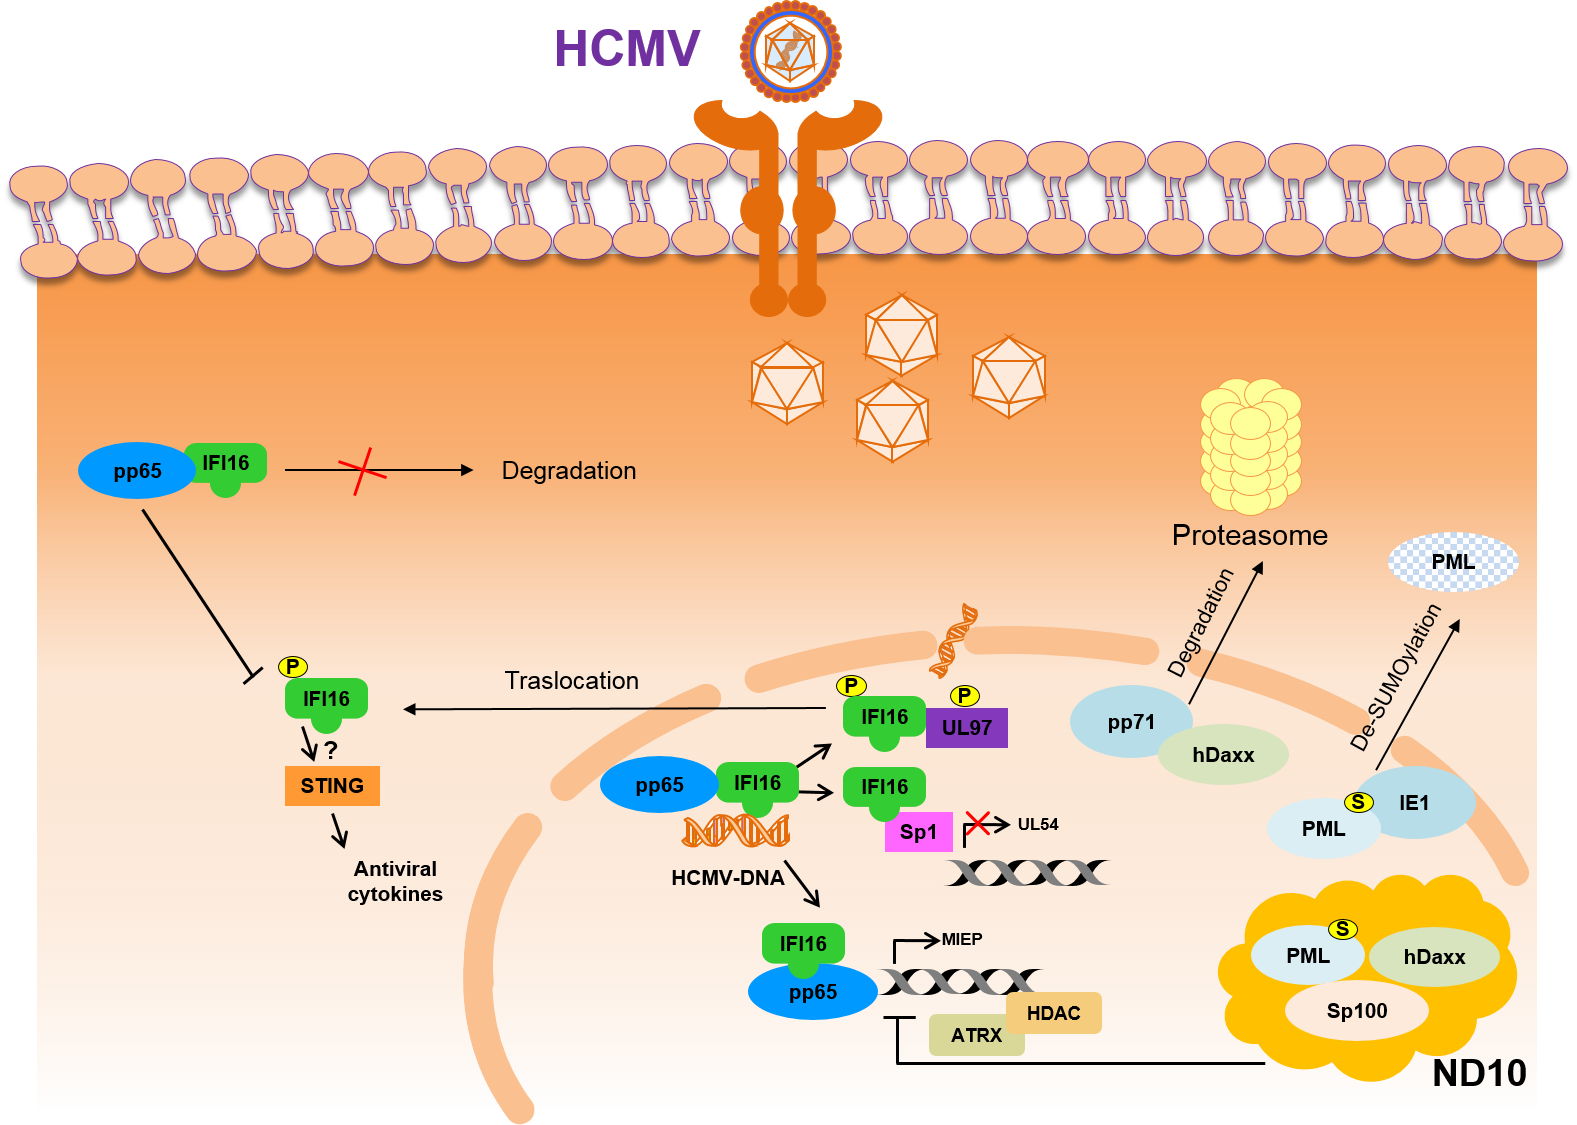 HCMV
pp65
IFI16
Degradation
Proteasome
PML
Degradation
De-SUMOylation
P
IFI16
?
STING
Antiviral
cytokines
Traslocation
P
IFI16
P
UL97
pp65
IFI16
HCMV-DNA
IFI16
Sp1
UL54
pp71
hDaxx
S
IE1
PML
IFI16
pp65
MIEP
HDAC
ATRX
S
PML
hDaxx
Sp100
ND10